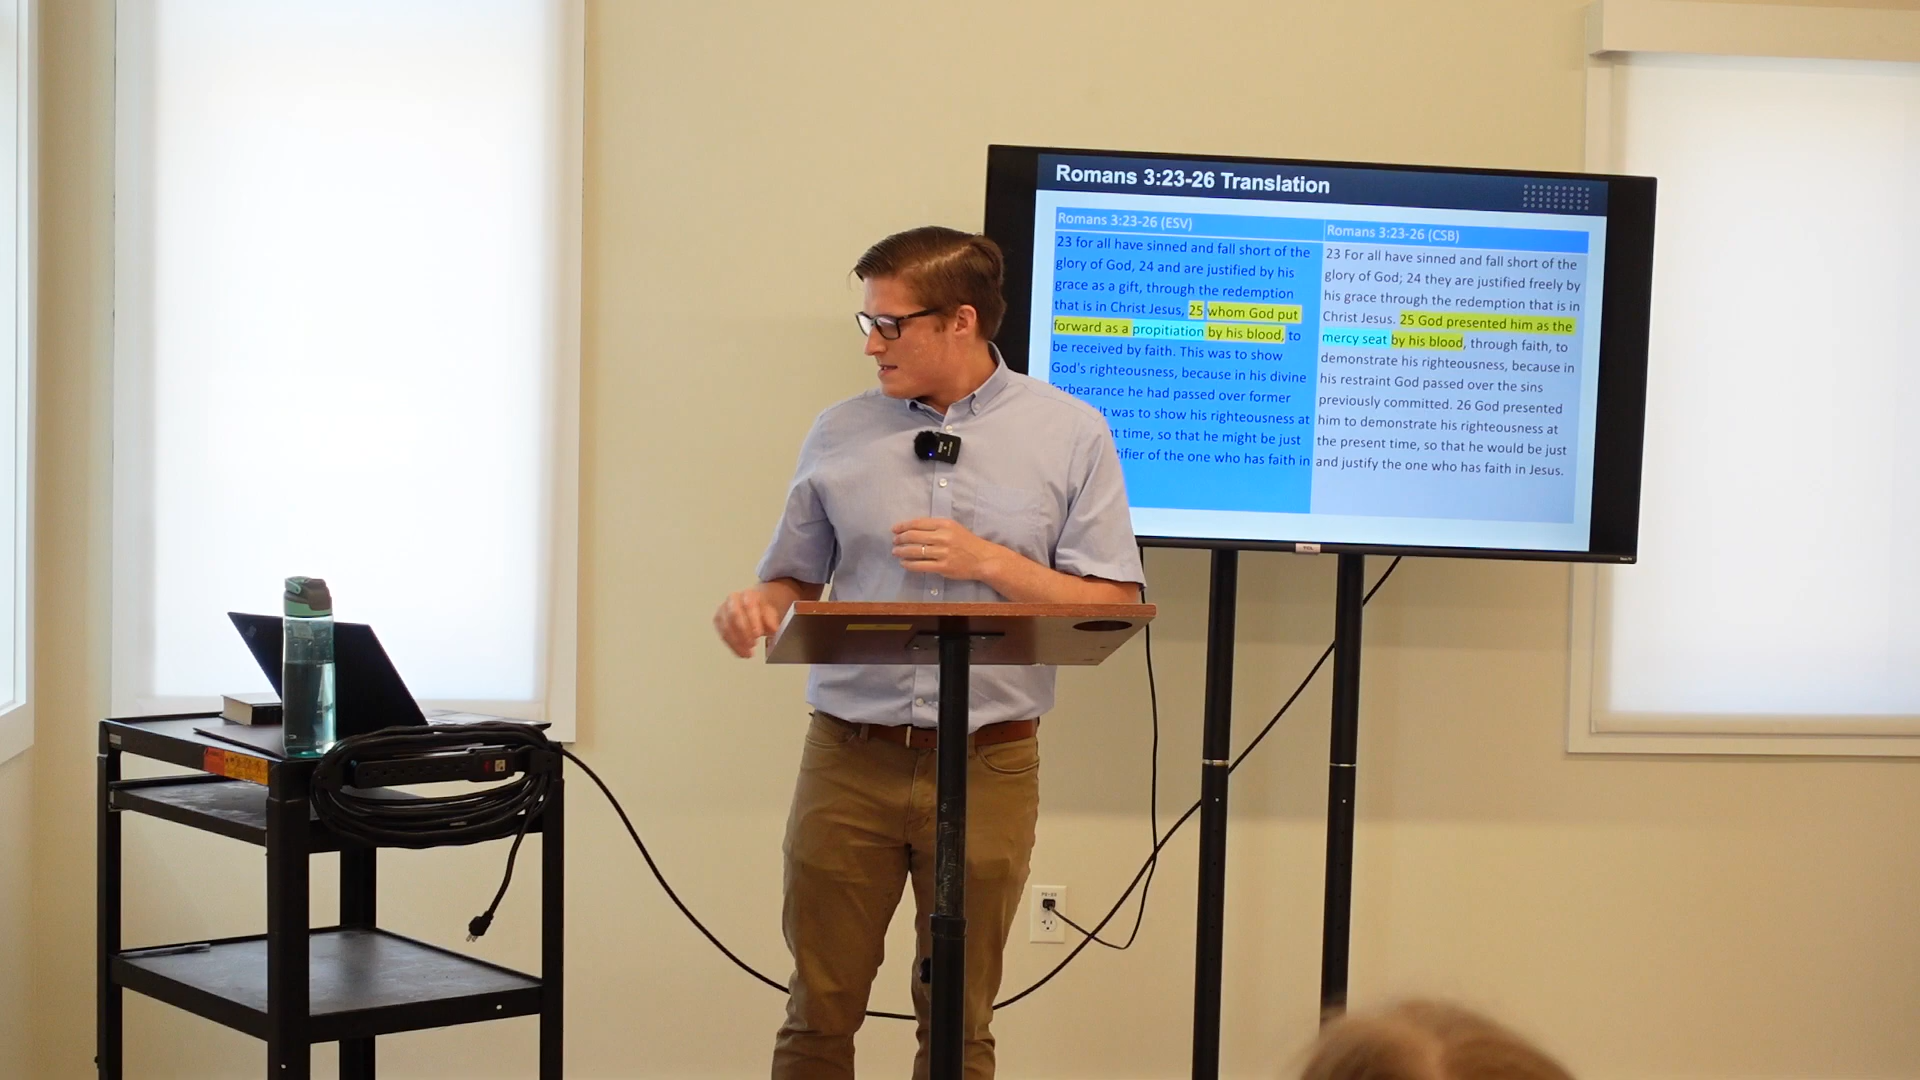 Romans 3:23-26 Translation
Romans 3:23-26 (ESV)
23 for all have sinned and fall short of the
glory of God, 24 and are justified by his
grace as a gift, through the redemption
that is in Christ Jesus, 25 whom God put
forward as a propitiation by his blood, to
be received by faith. This was to show
God's righteousness, because in his divine
he had passed over former
It was to show his righteousness at
time, so that he might be just
of the one who has faith in
Romans 3:23-26 (CSB)
23 For all have sinned and fall short of the
glory of God; 24 they are justified freely by
his grace through the redemption that is in
Christ Jesus. 25 God presented him as the
mercy seat by his blood, through faith, to
demonstrate his righteousness, because in
his restraint God passed over the sins
previously committed. 26 God presented
him to demonstrate his righteousness at
the present time, so that he would be just
and justify the one who has faith in Jesus.
TCL